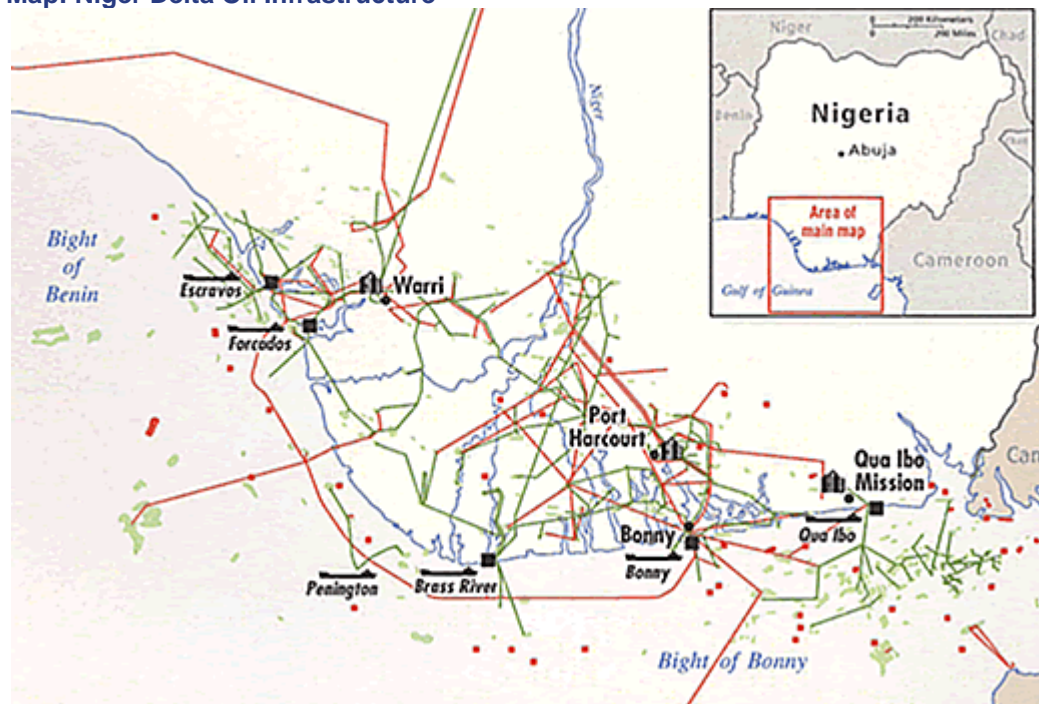 Map: Niger Delta Oil Infrastructure
200 Kilometers
200 Miles
0
0
Niger
Chad
Benin
Nigeria
Abuja
Area of
main map
Gulf of Guinea
Cameroon
Niger
Bight
of
Benin
Escravos
Warri
Forcados
Port
Harcourt
Qua Ibo
Mission
Qua Ibo
Bonny
Bonny
Penington
Brass River
Bight of Bonny
Can